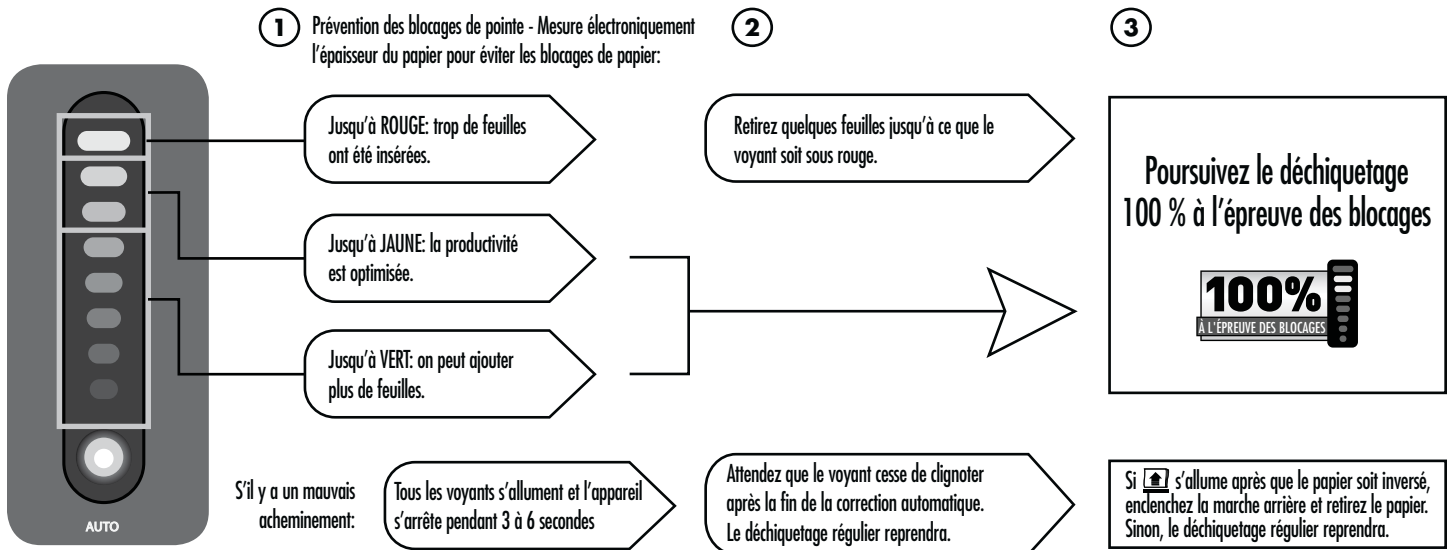 1 Prévention des blocages de pointe - Mesure électroniquement
l'épaisseur du papier pour éviter les blocages de papier:
Jusqu'à ROUGE: trop de feuilles
ont été insérées.
Jusqu'à JAUNE: la productivité
est optimisée.
Jusqu'à VERT: on peut ajouter
plus de feuilles.
2
Retirez quelques feuilles jusqu'à ce que le
voyant soit sous rouge.
3
Poursuivez le déchiquetage
100 % à l'épreuve des blocages
100%
À L'ÉPREUVE DES BLOCAGES
AUTO
S'il y a un mauvais
acheminement:
Tous les voyants s'allument et l'appareil
s'arrête pendant 3 à 6 secondes
Attendez que le voyant cesse de clignoter
après la fin de la correction automatique.
Le déchiquetage régulier reprendra.
Si s'allume après que le papier soit inversé,
enclenchez la marche arrière et retirez le papier.
Sinon, le déchiquetage régulier reprendra.